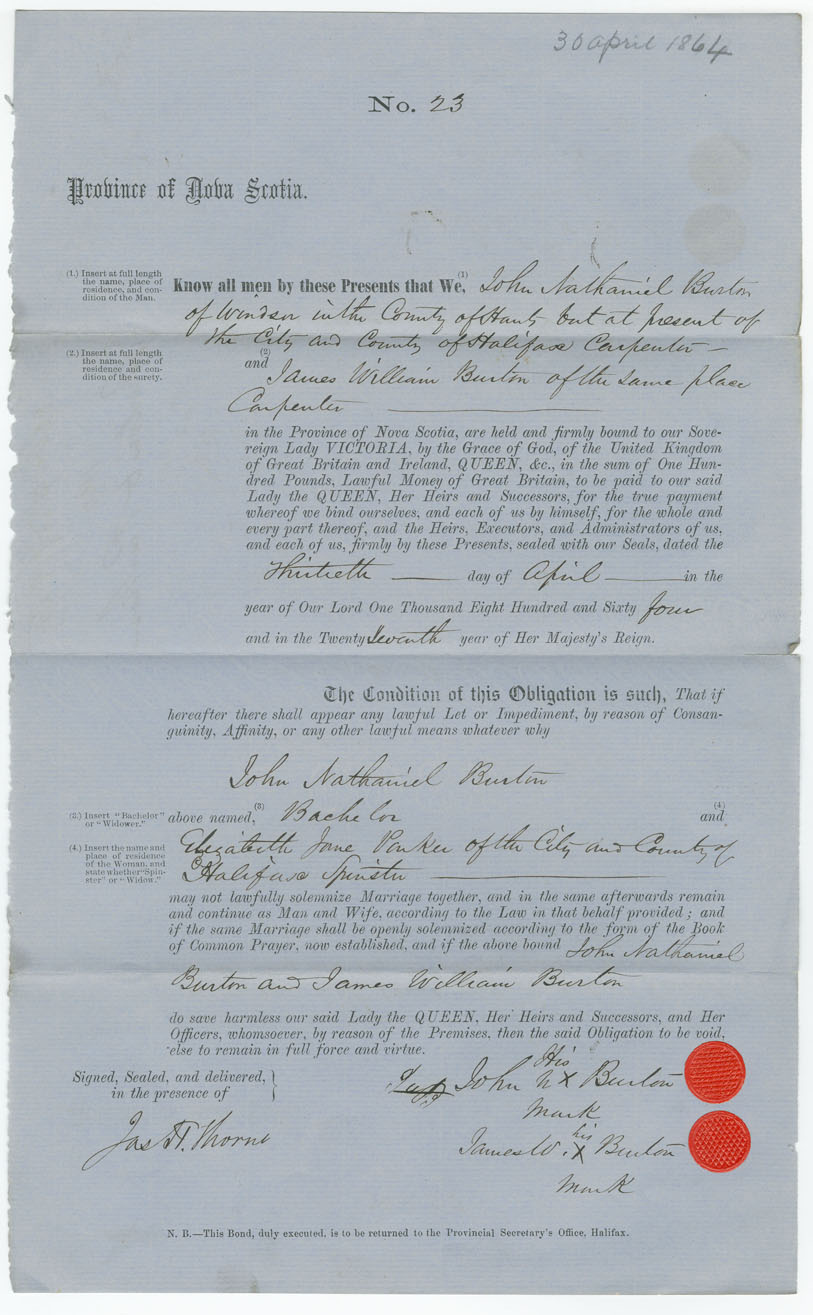 30 April 1864
No. 23
Province of Nova Scotia.
(1.) Insert at full length
the name, place of
residence, and con-
dition of the Man.
Know all men by these Presents that We,(1) John Nathaniel Burton
of Windsor in the County of Hants but at present of
the City and County of Halifax Carpenter —
(2.) Insert at full length
the name, place of
residence and con-
dition of the surety.
and(2) James William Burton of the same place
Carpenter
in the Province of Nova Scotia, are held and firmly bound to our Sove-
reign Lady VICTORIA, by the Grace of God, of the United Kingdom
of Great Britain and Ireland, QUEEN, &c., in the sum of One Hun-
dred Pounds, Lawful Money of Great Britain, to be paid to our said
Lady the QUEEN, Her Heirs and Successors, for the true payment
whereof we bind ourselves, and each of us by himself, for the whole and
every part thereof, and the Heirs, Executors, and Administrators of us,
and each of us, firmly by these Presents, sealed with our Seals, dated the
Thirtieth — day of April — in the
year of Our Lord One Thousand Eight Hundred and Sixty four
and in the Twenty Seventh year of Her Majesty's Reign.
The Condition of this Obligation is such, That if
hereafter there shall appear any lawful Let or Impediment, by reason of Consan-
guinity, Affinity, or any other lawful means whatever why
John Nathaniel Burton
(3.) Insert "Bachelor"
or "Widower."
above named,(3) Bachelor and(4)
(4.) Insert the name and
place of residence
of the Woman, and
state whether "Spin-
ster" or "Widow."
Elizabeth Jane Parker of the City and County of
Halifax Spinster
may not lawfully solemnize Marriage together, and in the same afterwards remain
and continue as Man and Wife, according to the Law in that behalf provided; and
if the same Marriage shall be openly solemnized according to the form of the Book
of Common Prayer, now established, and if the above bound John Nathaniel
Burton and James William Burton
do save harmless our said Lady the QUEEN, Her Heirs and Successors, and Her
Officers, whomsoever, by reason of the Premises, then the said Obligation to be void,
else to remain in full force and virtue.
Signed, Sealed, and delivered,
in the presence of
His
John N X Burton
Mark
Jas H. Thorne
his
James W. X Burton
Mark
N. B.—This Bond, duly executed, is to be returned to the Provincial Secretary's Office, Halifax.